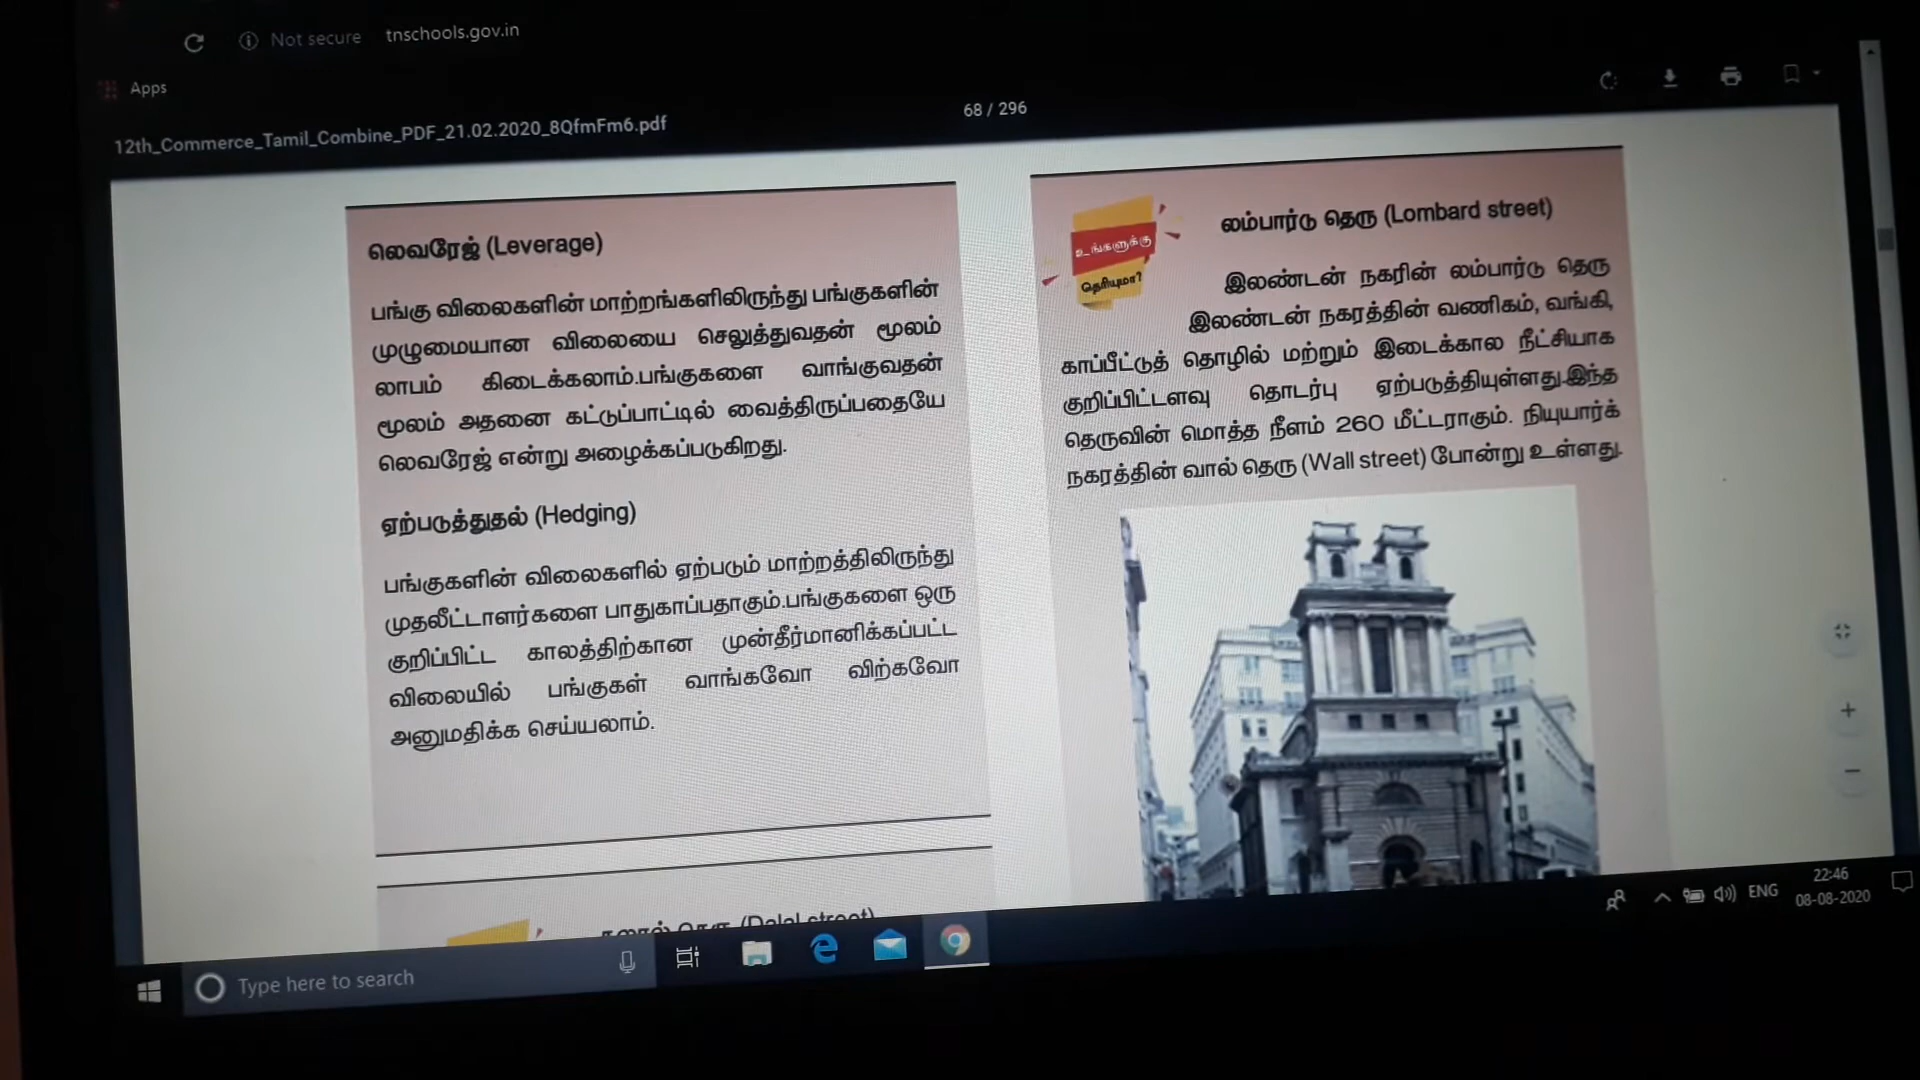 Not secure tnschools.gov.in
Apps
12th_Commerce_Tamil_Combine_PDF_21.02.2020_8QfmFm6.pdf
68 / 296
லெவரேஜ் (Leverage)
பங்கு விலைகளின் மாற்றங்களிலிருந்து பங்குகளின்
முழுமையான விலையை செலுத்துவதன் மூலம்
லாபம் கிடைக்கலாம்.பங்குகளை வாங்குவதன்
மூலம் அதனை கட்டுப்பாட்டில் வைத்திருப்பதையே
லெவரேஜ் என்று அழைக்கப்படுகிறது.
ஏற்படுத்துதல் (Hedging)
பங்குகளின் விலைகளில் ஏற்படும் மாற்றத்திலிருந்து
முதலீட்டாளர்களை பாதுகாப்பதாகும்.பங்குகளை ஒரு
குறிப்பிட்ட காலத்திற்கான முன்தீர்மானிக்கப்பட்ட
விலையில் பங்குகள் வாங்கவோ விற்கவோ
அனுமதிக்க செய்யலாம்.
தெரு (Dalal street)
உங்களுக்கு
தெரியுமா?
லம்பார்டு தெரு (Lombard street)
இலண்டன் நகரின் லம்பார்டு தெரு
இலண்டன் நகரத்தின் வணிகம், வங்கி,
காப்பீட்டுத் தொழில் மற்றும் இடைக்கால நீட்சியாக
குறிப்பிட்டளவு தொடர்பு ஏற்படுத்தியுள்ளது.இந்த
தெருவின் மொத்த நீளம் 260 மீட்டராகும். நியுயார்க்
நகரத்தின் வால் தெரு (Wall street) போன்று உள்ளது.
Type here to search
ENG
22:46
08-08-2020